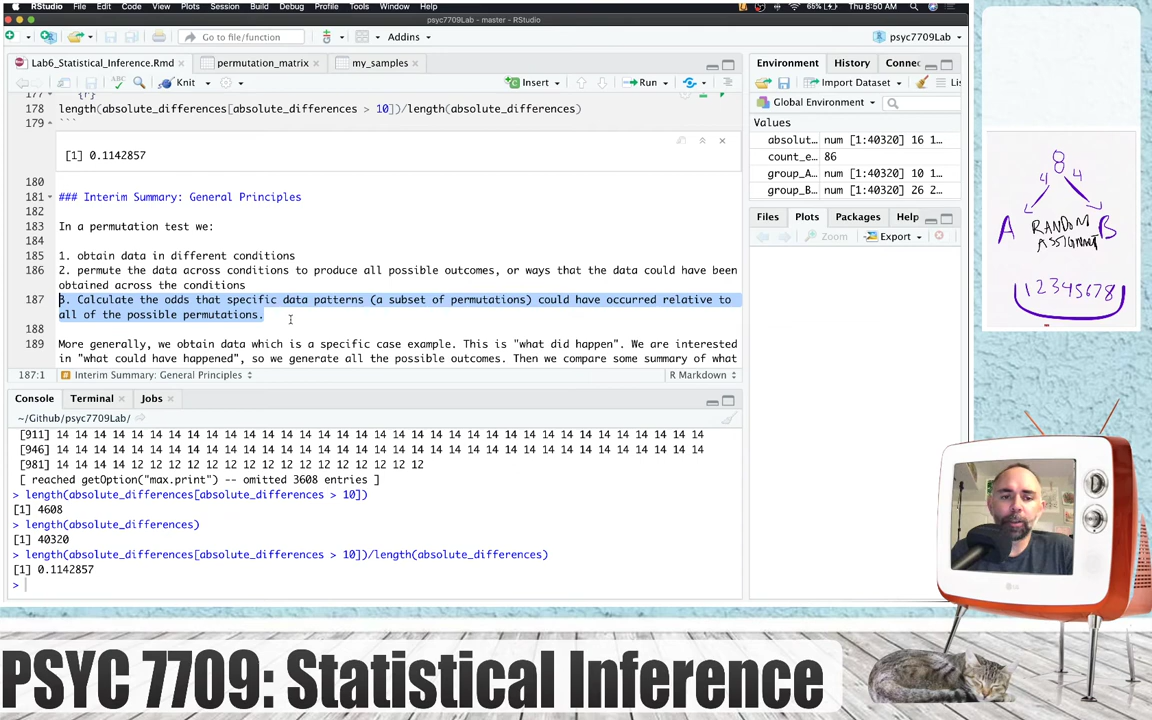 RStudio File Edit Code View Plots Session Build Debug Profile Tools Window Help 65% Thu 8:50 AM
psyc7709Lab - master - RStudio
Go to file/function Addins psyc7709Lab
Lab6_Statistical_Inference.Rmd permutation_matrix my_samples
Knit Insert Run
177 {r}
178 length(absolute_differences[absolute_differences > 10])/length(absolute_differences)
179 ```
[1] 0.1142857
180
181 ### Interim Summary: General Principles
182
183 In a permutation test we:
184
185 1. obtain data in different conditions
186 2. permute the data across conditions to produce all possible outcomes, or ways that the data could have been
obtained across the conditions
187 3. Calculate the odds that specific data patterns (a subset of permutations) could have occurred relative to
all of the possible permutations.
188
189 More generally, we obtain data which is a specific case example. This is "what did happen". We are interested
in "what could have happened", so we generate all the possible outcomes. Then we compare some summary of what
187:1 Interim Summary: General Principles R Markdown
Console Terminal Jobs
~/Github/psyc7709Lab/
[911] 14 14 14 14 14 14 14 14 14 14 14 14 14 14 14 14 14 14 14 14 14 14 14 14 14 14 14 14 14 14 14 14 14 14 14
[946] 14 14 14 14 14 14 14 14 14 14 14 14 14 14 14 14 14 14 14 14 14 14 14 14 14 14 14 14 14 14 14 14 14 14 14
[981] 14 14 14 14 12 12 12 12 12 12 12 12 12 12 12 12 12 12 12 12
[ reached getOption("max.print") -- omitted 3608 entries ]
> length(absolute_differences[absolute_differences > 10])
[1] 4608
> length(absolute_differences)
[1] 40320
> length(absolute_differences[absolute_differences > 10])/length(absolute_differences)
[1] 0.1142857
>
Environment History Connec
Import Dataset Lis
Global Environment
Values
absolut… num [1:40320] 16 1…
count_e… 86
group_A… num [1:40320] 10 1…
group_B… num [1:40320] 26 2…
Files Plots Packages Help
Zoom Export
8
4 4
A RANDOM B
ASSIGNMENT
12345678
LG
PSYC 7709: Statistical Inference